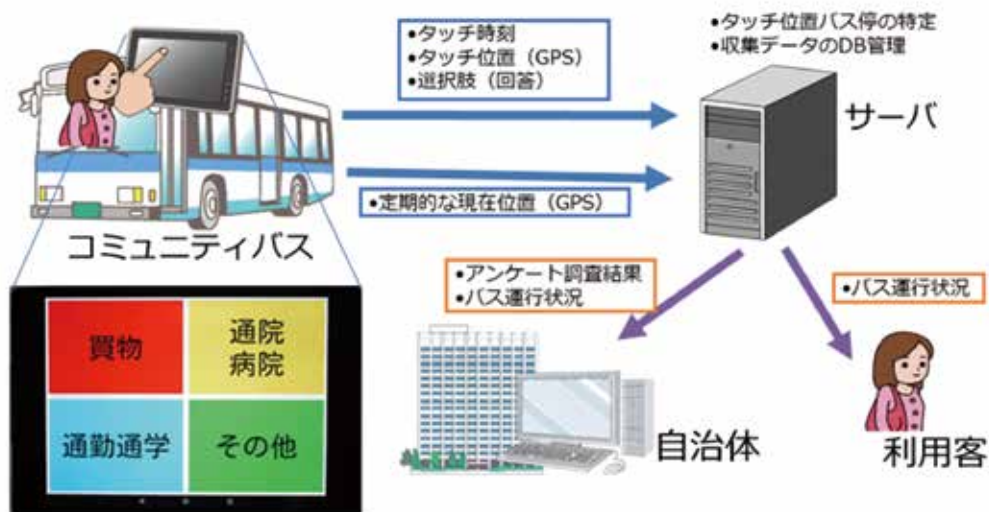 •タッチ時刻
•タッチ位置（GPS）
•選択肢（回答）
•タッチ位置バス停の特定
•収集データのDB管理
サーバ
•定期的な現在位置（GPS）
コミュニティバス
•アンケート調査結果
•バス運行状況
•バス運行状況
買物
通院
病院
通勤通学
その他
自治体
利用客